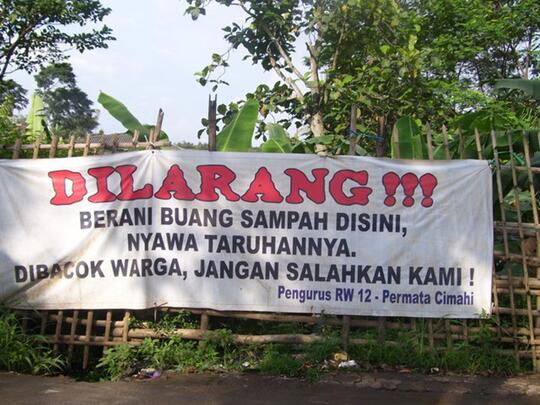 DILARANG !!!
BERANI BUANG SAMPAH DISINI,
NYAWA TARUHANNYA.
DIBACOK WARGA, JANGAN SALAHKAN KAMI !
Pengurus RW 12 - Permata Cimahi